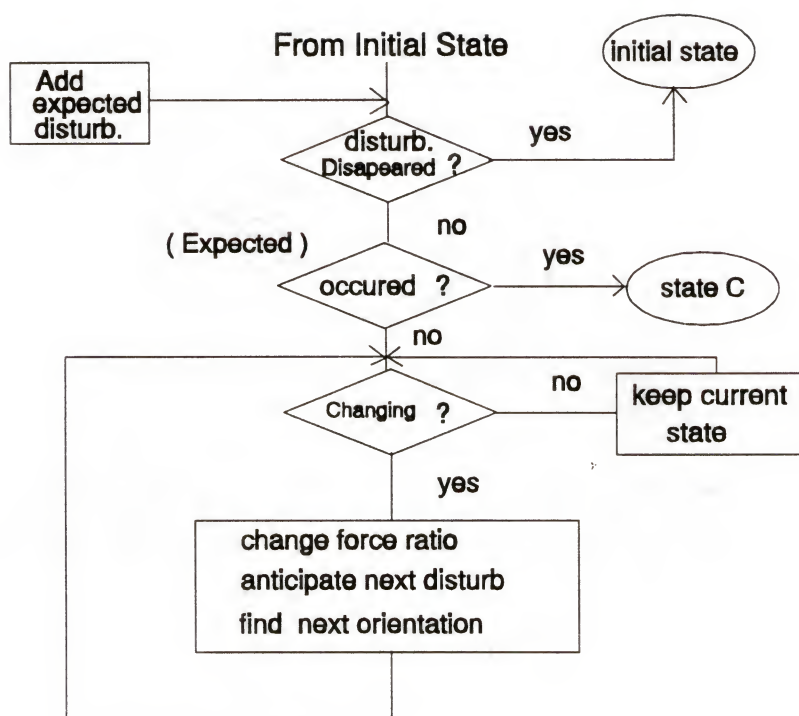 From Initial State
initial state
Add
expected
disturb.
disturb.
Disapeared ?
yes
no
( Expected )
occured ?
yes
state C
no
Changing ?
no
keep current
state
yes
change force ratio
anticipate next disturb
find next orientation